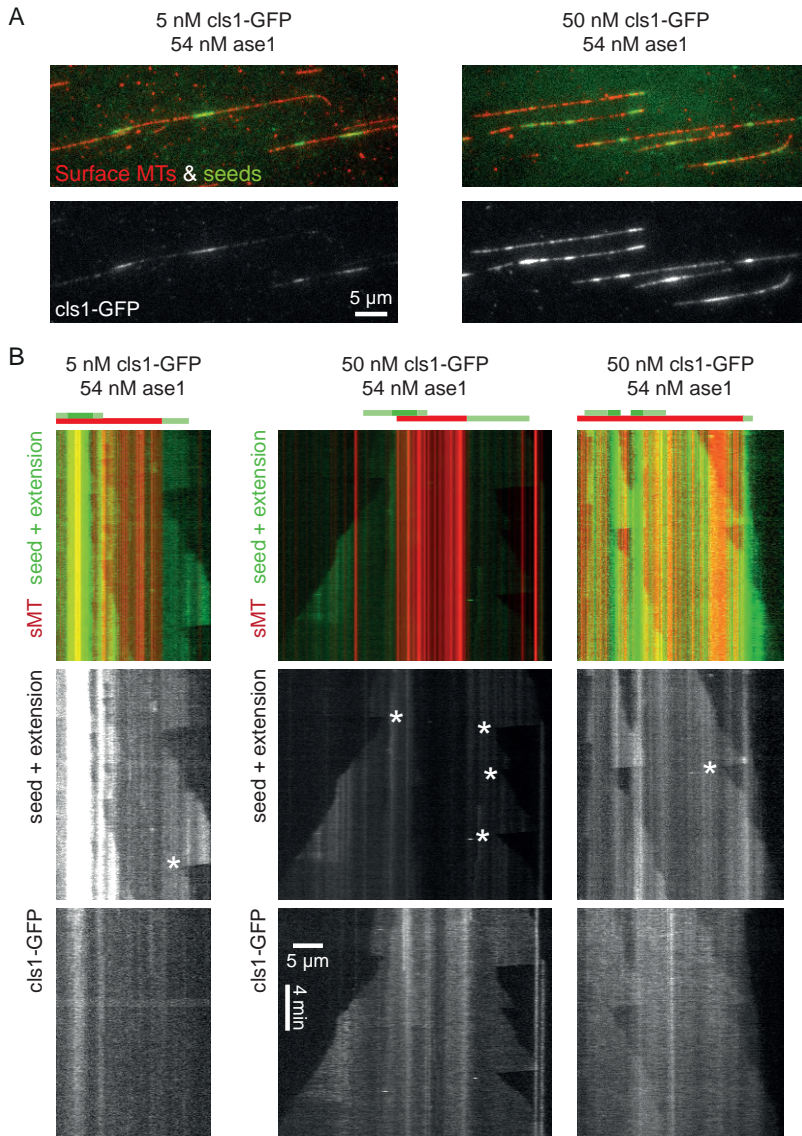 A
5 nM cls1-GFP
54 nM ase1
50 nM cls1-GFP
54 nM ase1
Surface MTs & seeds
cls1-GFP
5 µm
B
5 nM cls1-GFP
54 nM ase1
50 nM cls1-GFP
54 nM ase1
50 nM cls1-GFP
54 nM ase1
sMT seed + extension
sMT seed + extension
seed + extension
*
seed + extension
*
*
*
*
*
cls1-GFP
cls1-GFP
5 µm
4 min